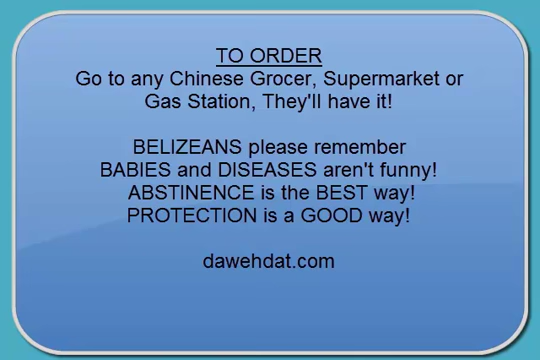 TO ORDER
Go to any Chinese Grocer, Supermarket or
Gas Station, They'll have it!
BELIZEANS please remember
BABIES and DISEASES aren't funny!
ABSTINENCE is the BEST way!
PROTECTION is a GOOD way!
dawehdat.com